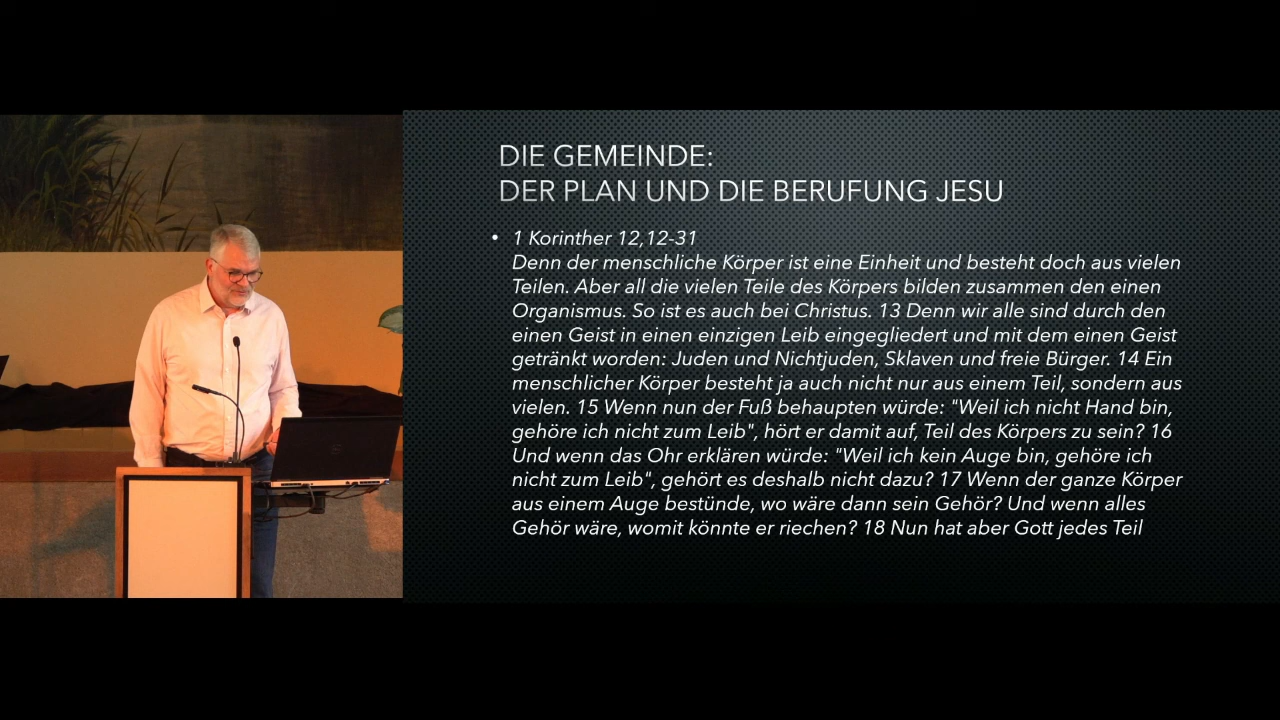 DIE GEMEINDE:
DER PLAN UND DIE BERUFUNG JESU
• 1 Korinther 12,12-31
Denn der menschliche Körper ist eine Einheit und besteht doch aus vielen
Teilen. Aber all die vielen Teile des Körpers bilden zusammen den einen
Organismus. So ist es auch bei Christus. 13 Denn wir alle sind durch den
einen Geist in einen einzigen Leib eingegliedert und mit dem einen Geist
getränkt worden: Juden und Nichtjuden, Sklaven und freie Bürger. 14 Ein
menschlicher Körper besteht ja auch nicht nur aus einem Teil, sondern aus
vielen. 15 Wenn nun der Fuß behaupten würde: "Weil ich nicht Hand bin,
gehöre ich nicht zum Leib", hört er damit auf, Teil des Körpers zu sein? 16
Und wenn das Ohr erklären würde: "Weil ich kein Auge bin, gehöre ich
nicht zum Leib", gehört es deshalb nicht dazu? 17 Wenn der ganze Körper
aus einem Auge bestünde, wo wäre dann sein Gehör? Und wenn alles
Gehör wäre, womit könnte er riechen? 18 Nun hat aber Gott jedes Teil